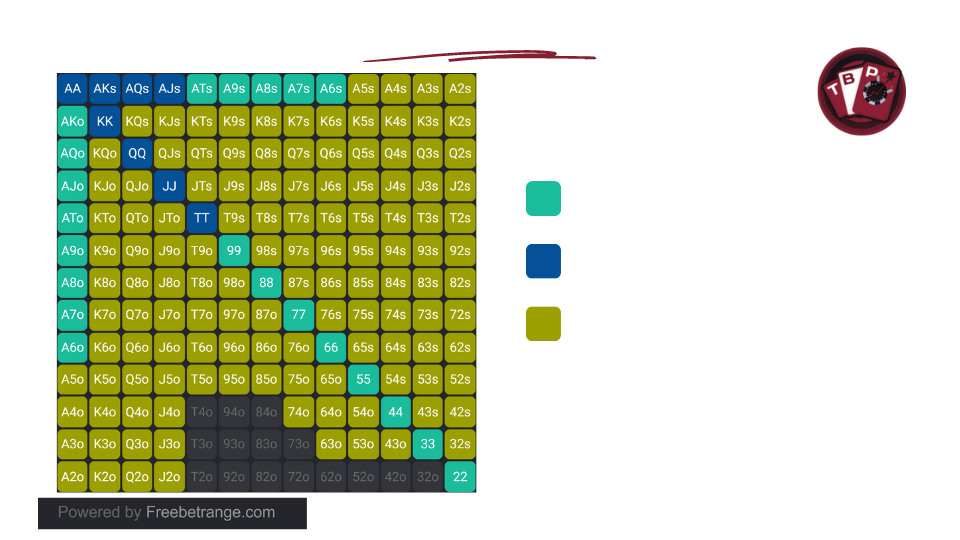 TBP
AA AKs AQs AJs ATs A9s A8s A7s A6s A5s A4s A3s A2s
AKo KK KQs KJs KTs K9s K8s K7s K6s K5s K4s K3s K2s
AQo KQo QQ QJs QTs Q9s Q8s Q7s Q6s Q5s Q4s Q3s Q2s
AJo KJo QJo JJ JTs J9s J8s J7s J6s J5s J4s J3s J2s
ATo KTo QTo JTo TT T9s T8s T7s T6s T5s T4s T3s T2s
A9o K9o Q9o J9o T9o 99 98s 97s 96s 95s 94s 93s 92s
A8o K8o Q8o J8o T8o 98o 88 87s 86s 85s 84s 83s 82s
A7o K7o Q7o J7o T7o 97o 87o 77 76s 75s 74s 73s 72s
A6o K6o Q6o J6o T6o 96o 86o 76o 66 65s 64s 63s 62s
A5o K5o Q5o J5o T5o 95o 85o 75o 65o 55 54s 53s 52s
A4o K4o Q4o J4o T4o 94o 84o 74o 64o 54o 44 43s 42s
A3o K3o Q3o J3o T3o 93o 83o 73o 63o 53o 43o 33 32s
A2o K2o Q2o J2o T2o 92o 82o 72o 62o 52o 42o 32o 22
Powered by Freebetrange.com